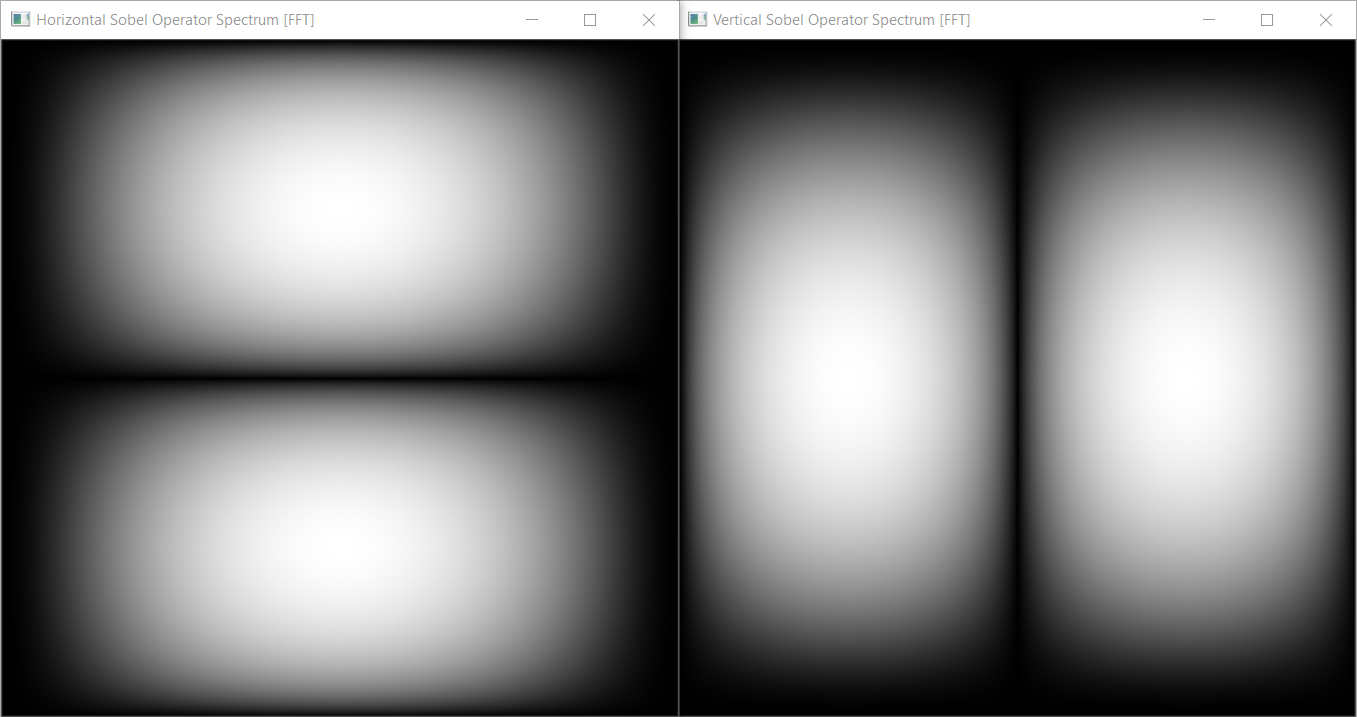 Horizontal Sobel Operator Spectrum [FFT]
Vertical Sobel Operator Spectrum [FFT]